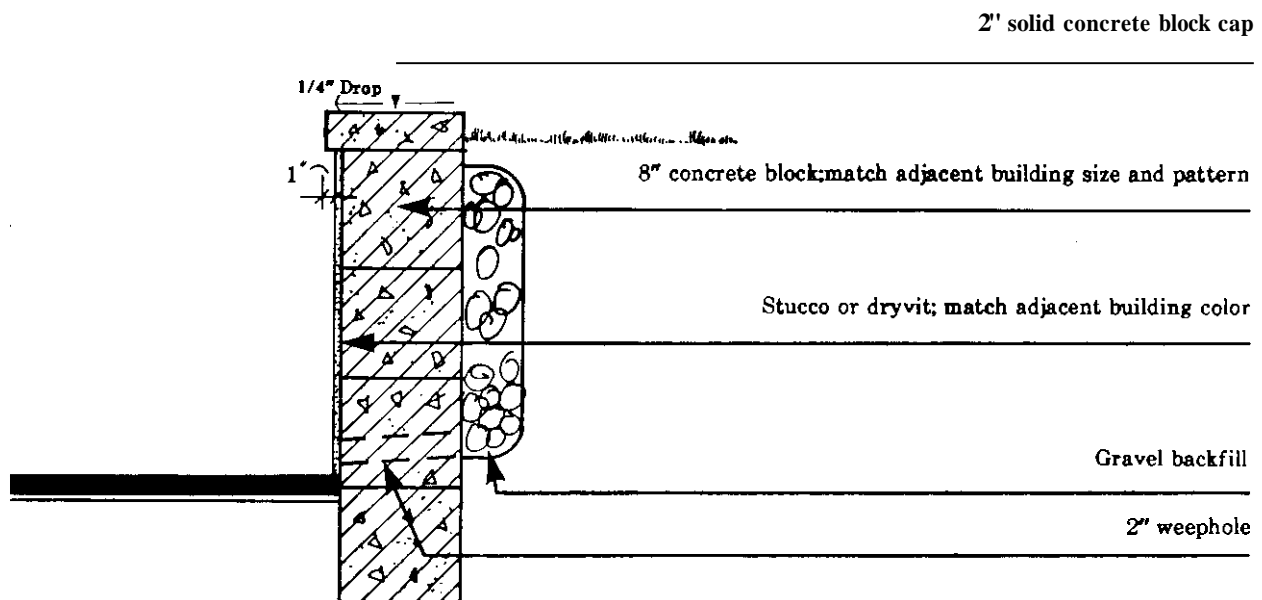 2" solid concrete block cap
1/4" Drop
1"
8" concrete block;match adjacent building size and pattern
Stucco or dryvit; match adjacent building color
Gravel backfill
2" weephole